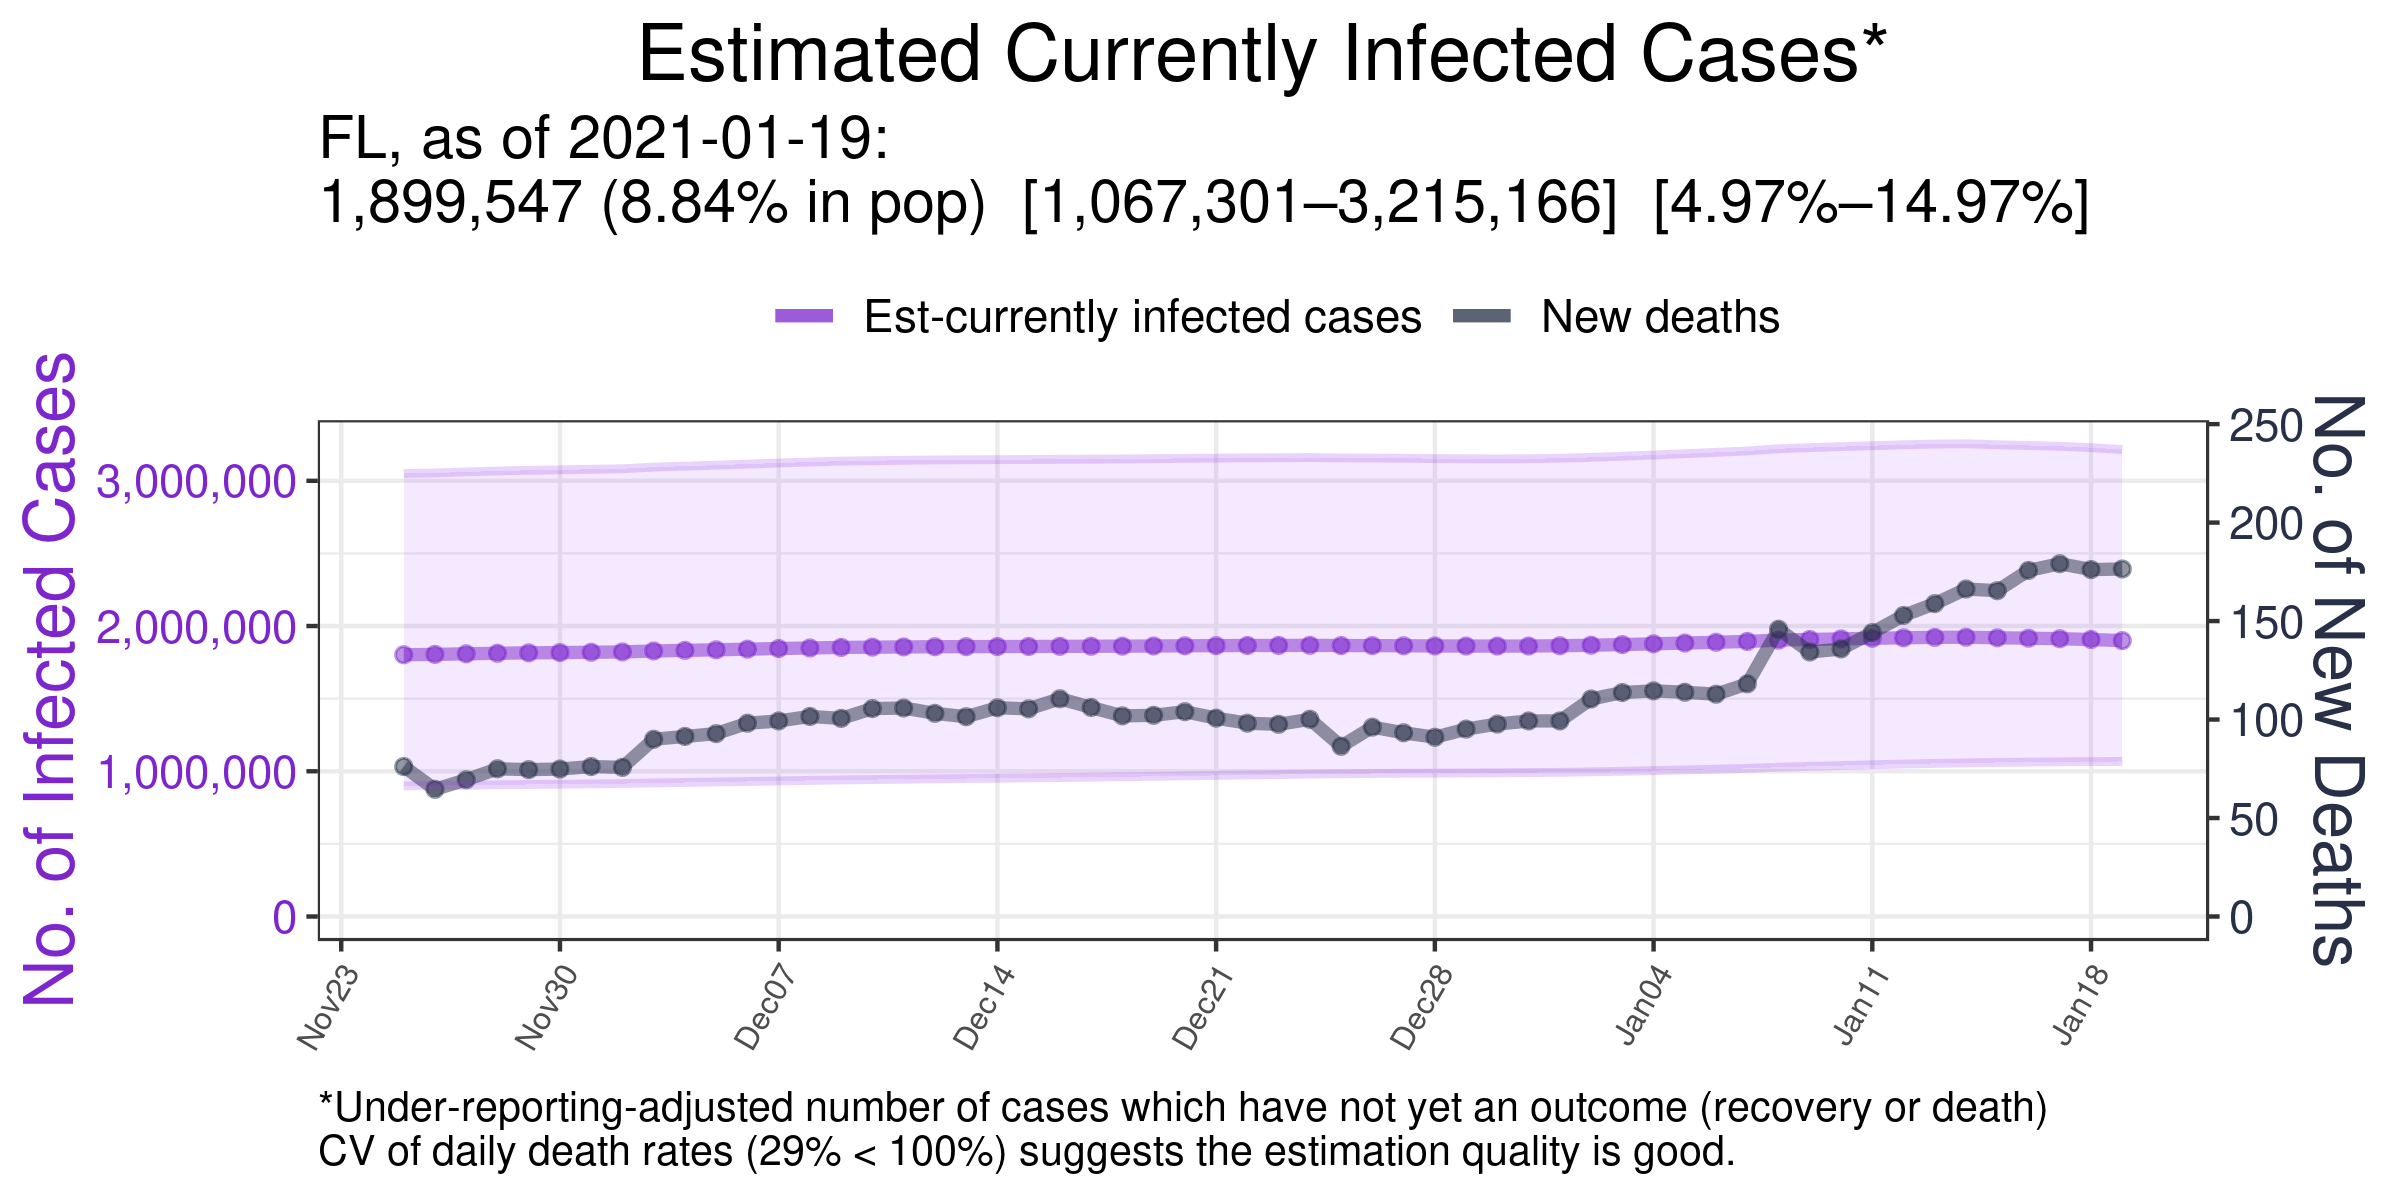 Estimated Currently Infected Cases*
FL, as of 2021-01-19:
1,899,547 (8.84% in pop)  [1,067,301–3,215,166]  [4.97%–14.97%]
Est-currently infected cases
New deaths
No. of Infected Cases
3,000,000
2,000,000
1,000,000
0
250
200
150
100
50
0
No. of New Deaths
Nov23
Nov30
Dec07
Dec14
Dec21
Dec28
Jan04
Jan11
Jan18
*Under-reporting-adjusted number of cases which have not yet an outcome (recovery or death)
CV of daily death rates (29% < 100%) suggests the estimation quality is good.